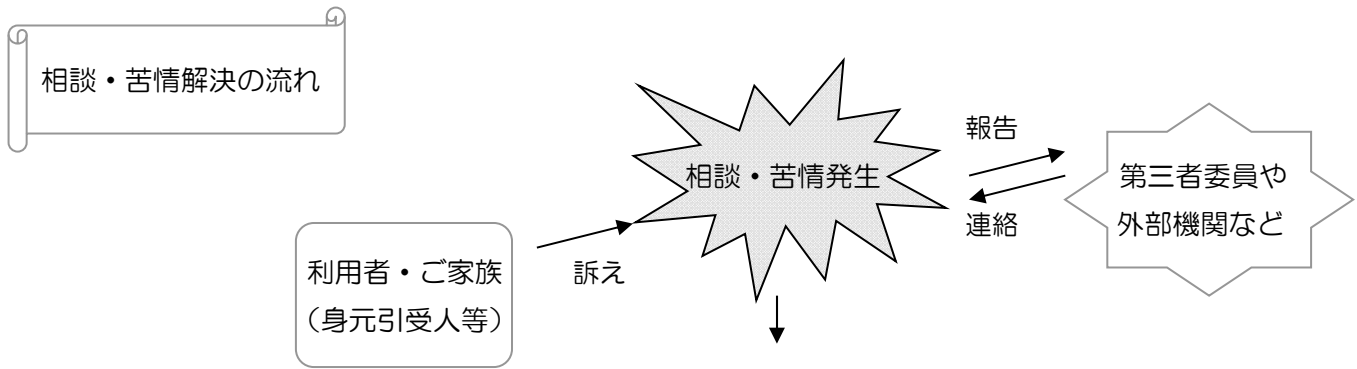 相談・苦情解決の流れ
相談・苦情発生
報告
連絡
第三者委員や
外部機関など
利用者・ご家族
（身元引受人等）
訴え